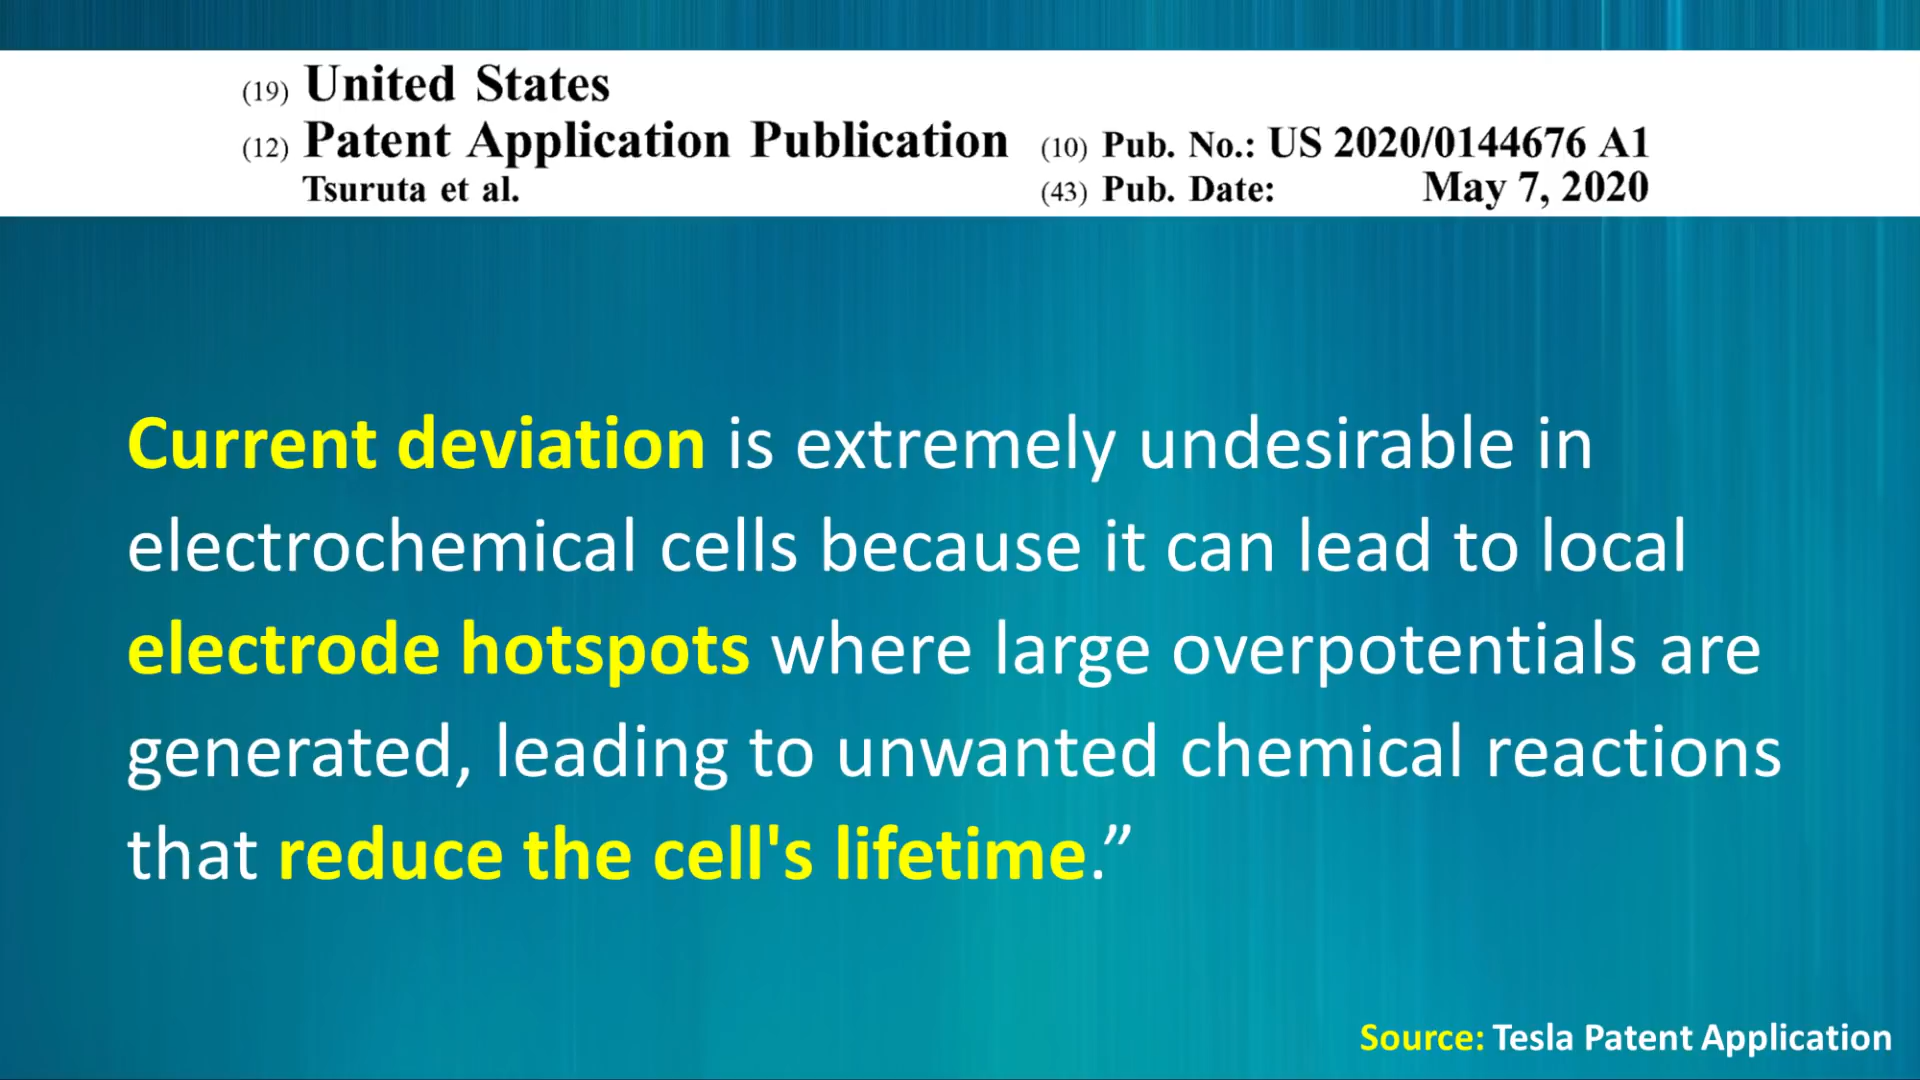 (19) United States
(12) Patent Application Publication (10) Pub. No.: US 2020/0144676 A1
Tsuruta et al. (43) Pub. Date: May 7, 2020
Current deviation is extremely undesirable in
electrochemical cells because it can lead to local
electrode hotspots where large overpotentials are
generated, leading to unwanted chemical reactions
that reduce the cell's lifetime.”
Source: Tesla Patent Application